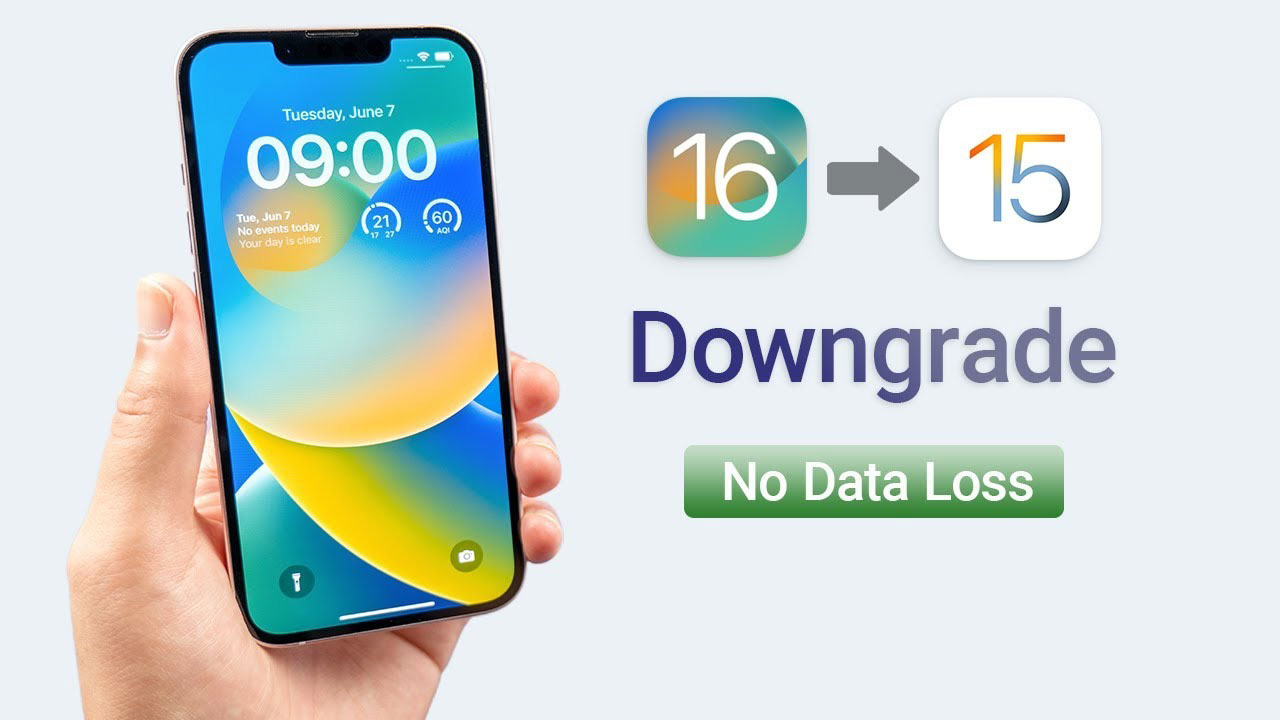 Tuesday, June 7
09:00
Tue, Jun 7
No events today
Your day is clear
21
17 27
60
AQI
16
15
Downgrade
No Data Loss